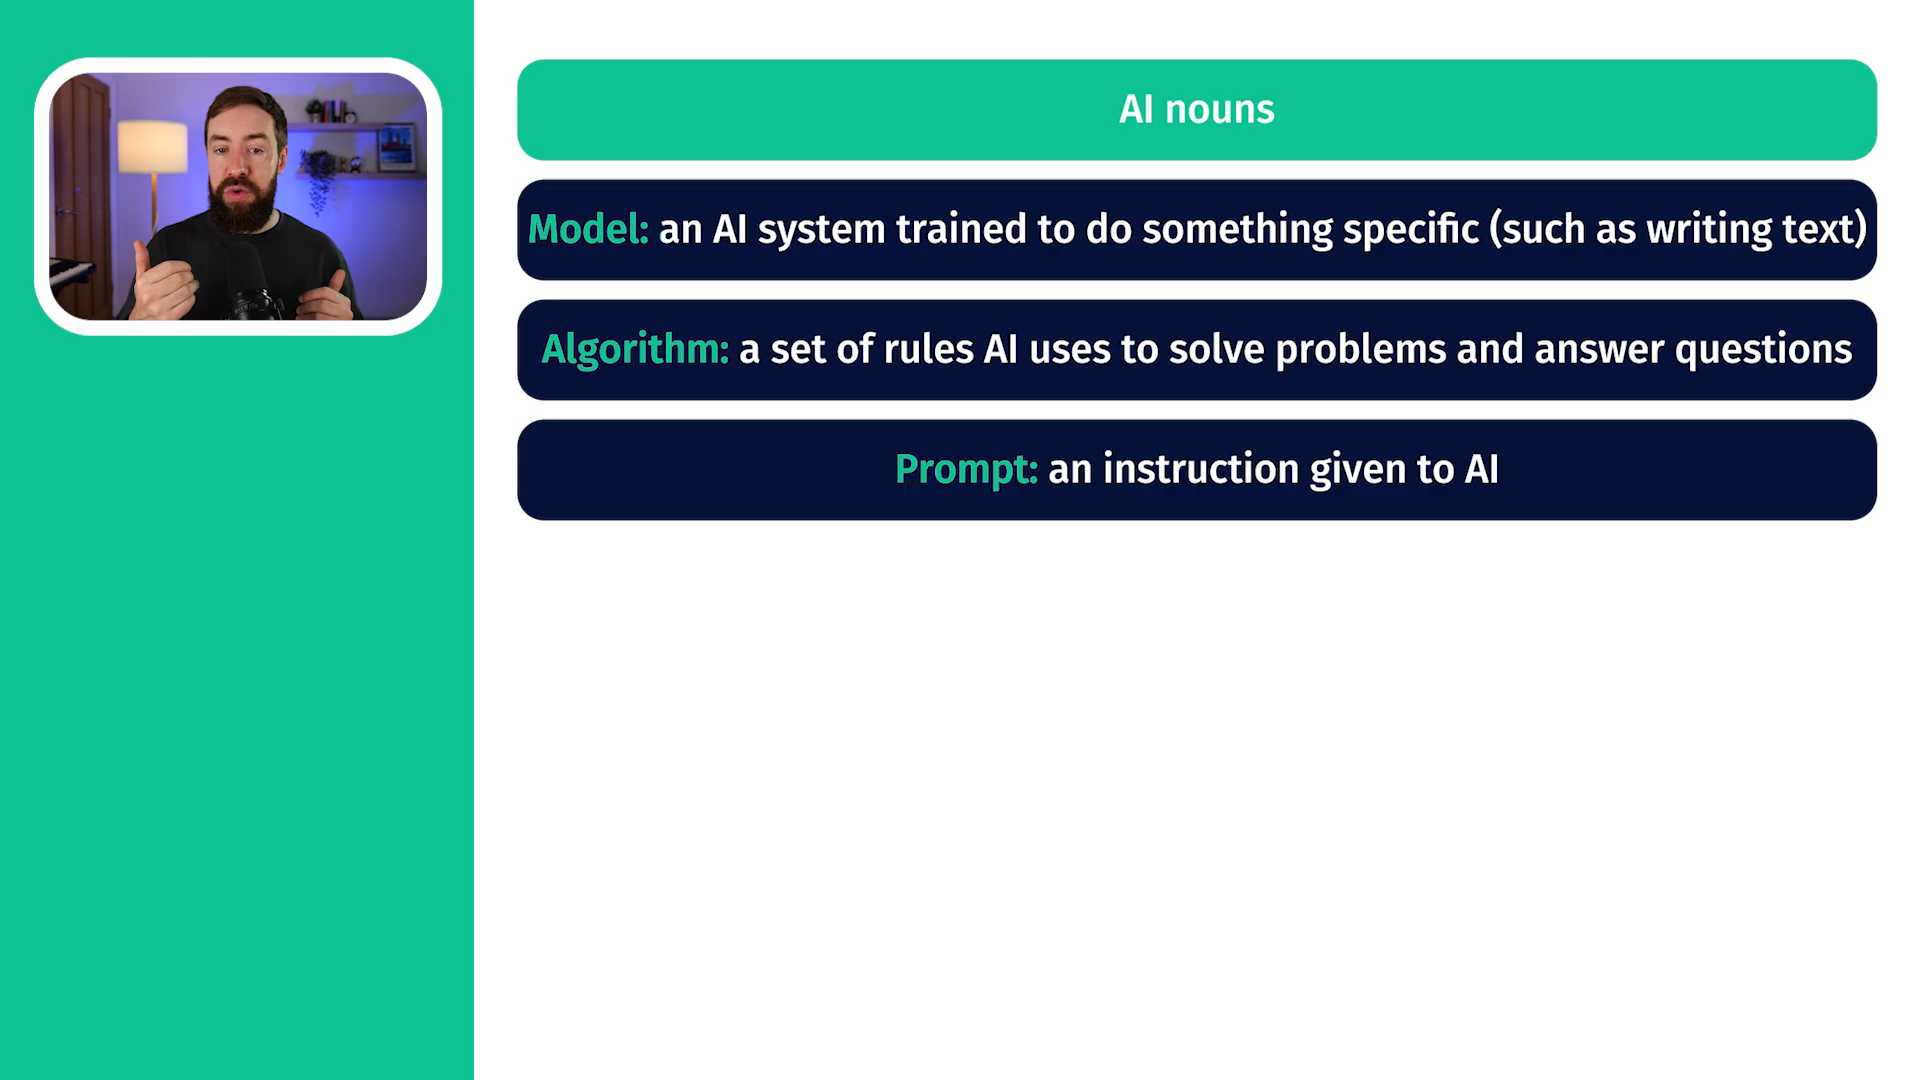 AI nouns
Model: an AI system trained to do something specific (such as writing text)
Algorithm: a set of rules AI uses to solve problems and answer questions
Prompt: an instruction given to AI